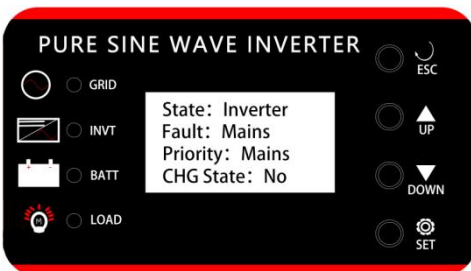 PURE SINE WAVE INVERTER
GRID
INVT
BATT
LOAD
State: Inverter
Fault: Mains
Priority: Mains
CHG State: No
ESC
UP
DOWN
SET